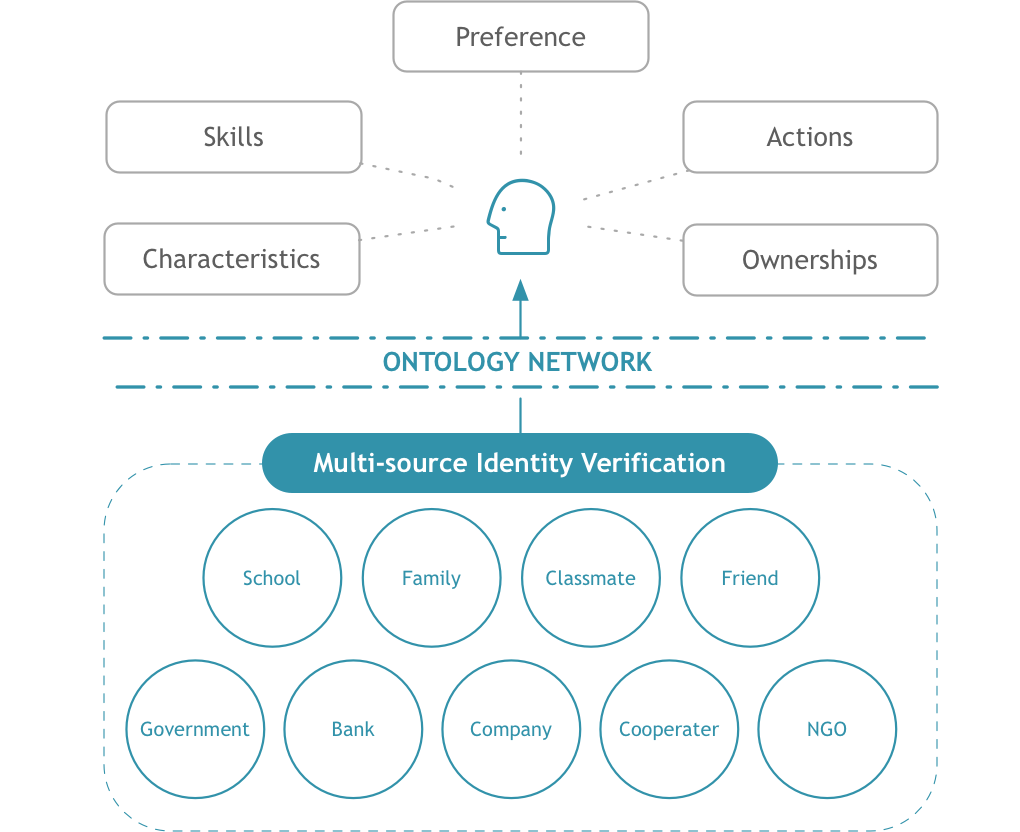 Preference
Skills
Actions
Characteristics
Ownerships
ONTOLOGY NETWORK
Multi-source Identity Verification
School
Family
Classmate
Friend
Government
Bank
Company
Cooperater
NGO